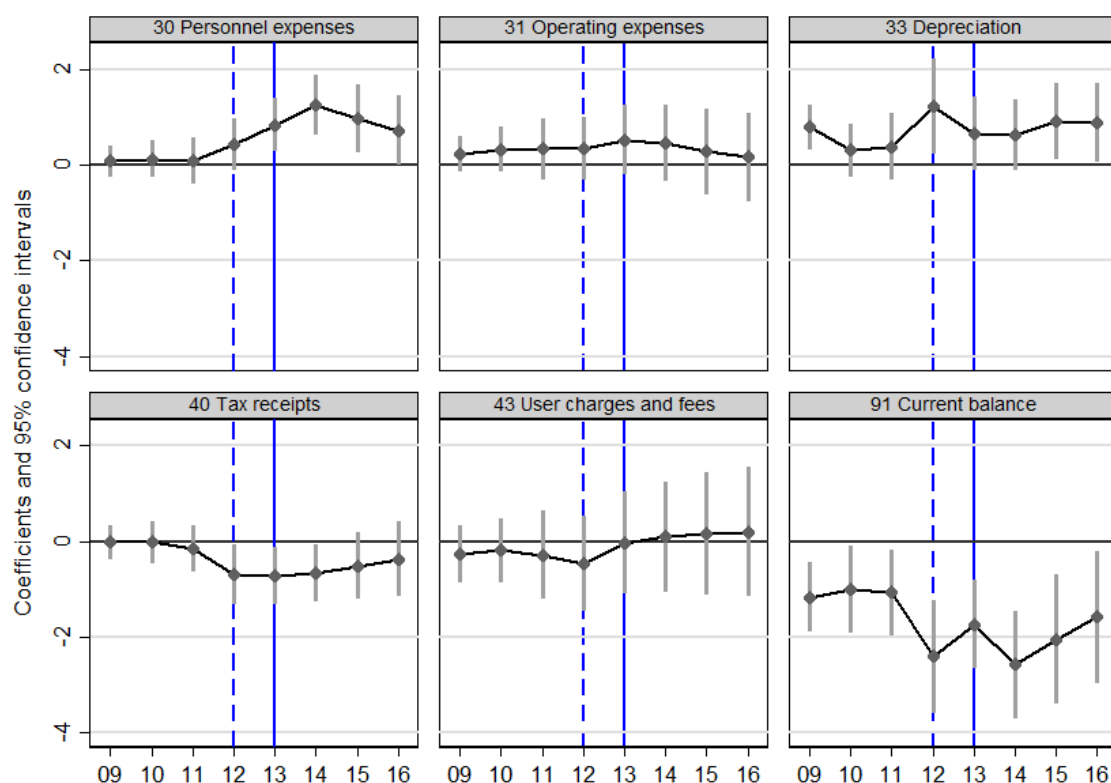 30 Personnel expenses
31 Operating expenses
33 Depreciation
2
0
-2
-4
40 Tax receipts
43 User charges and fees
91 Current balance
2
0
-2
-4
Coefficients and 95% confidence intervals
09 10 11 12 13 14 15 16
09 10 11 12 13 14 15 16
09 10 11 12 13 14 15 16